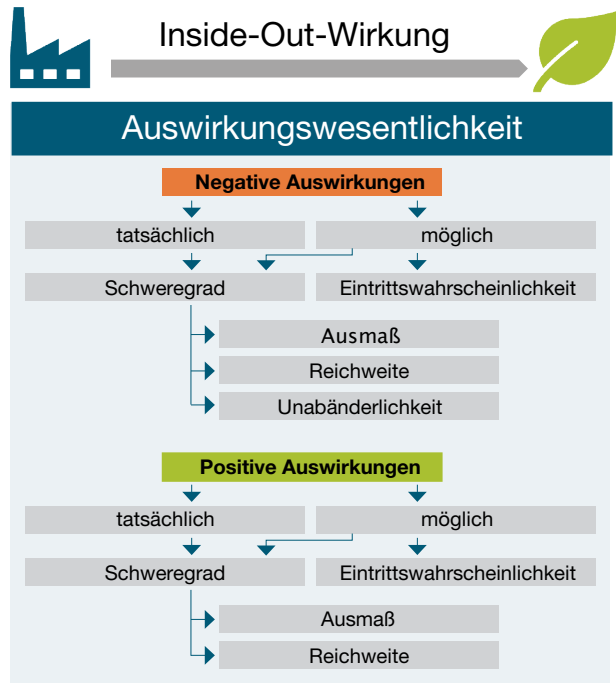 Inside-Out-Wirkung
Auswirkungswesentlichkeit
Negative Auswirkungen
tatsächlich
möglich
Schweregrad
Eintrittswahrscheinlichkeit
Ausmaß
Reichweite
Unabänderlichkeit
Positive Auswirkungen
tatsächlich
möglich
Schweregrad
Eintrittswahrscheinlichkeit
Ausmaß
Reichweite